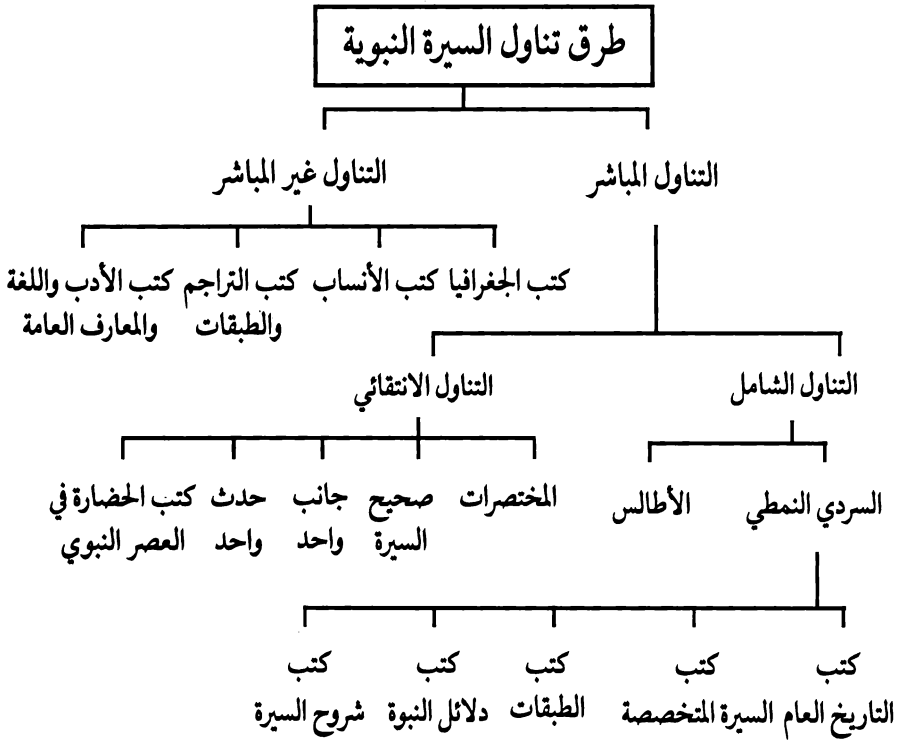 طرق تناول السيرة النبوية
التناول المباشر
التناول غير المباشر
كتب الجغرافيا
كتب الأنساب
كتب التراجم
والطبقات
كتب الأدب واللغة
والمعارف العامة
التناول الشامل
التناول الانتقائي
السردي النمطي
الأطالس
المختصرات
صحيح
السيرة
جانب
واحد
حدث
واحد
كتب الحضارة في
العصر النبوي
كتب
التاريخ العام
كتب
السيرة المتخصصة
كتب
الطبقات
كتب
دلائل النبوة
كتب
شروح السيرة